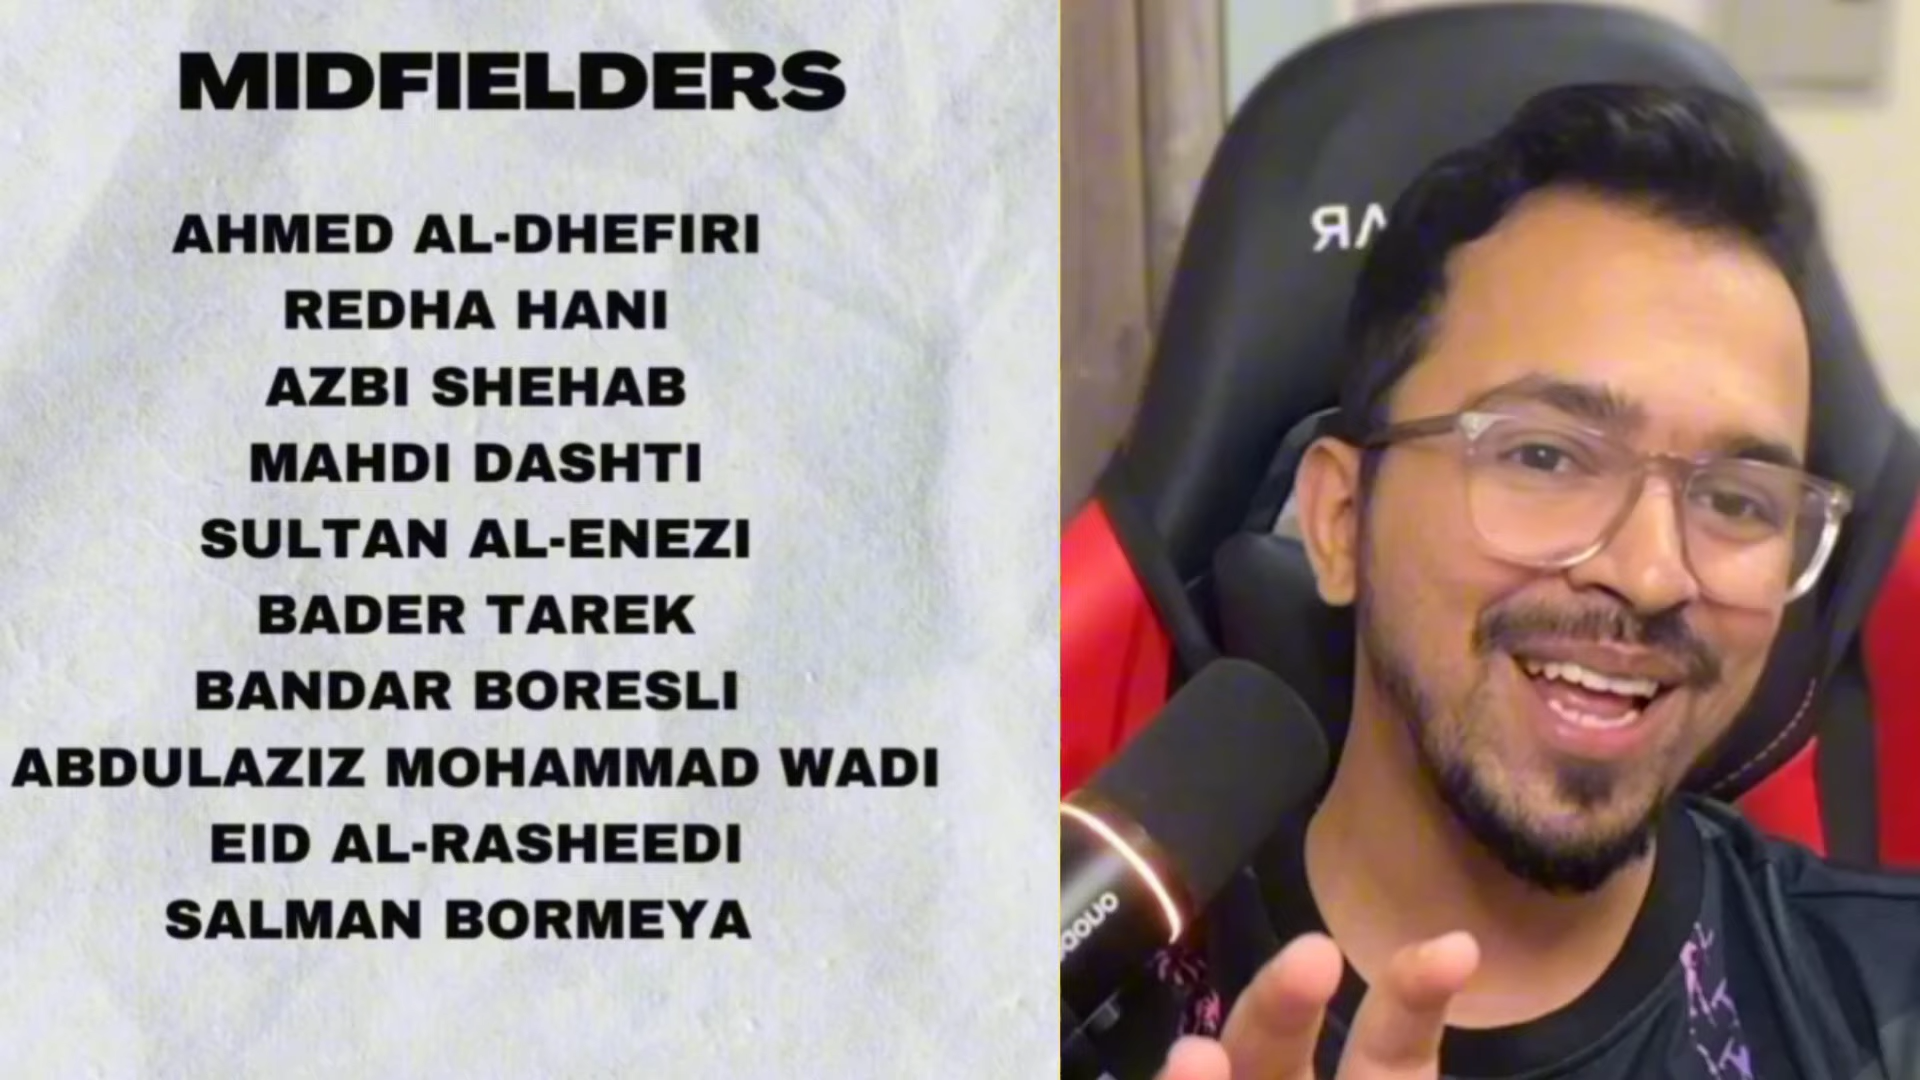 MIDFIELDERS
AHMED AL-DHEFIRI
REDHA HANI
AZBI SHEHAB
MAHDI DASHTI
SULTAN AL-ENEZI
BADER TAREK
BANDAR BORESLI
ABDULAZIZ MOHAMMAD WADI
EID AL-RASHEEDI
SALMAN BORMEYA